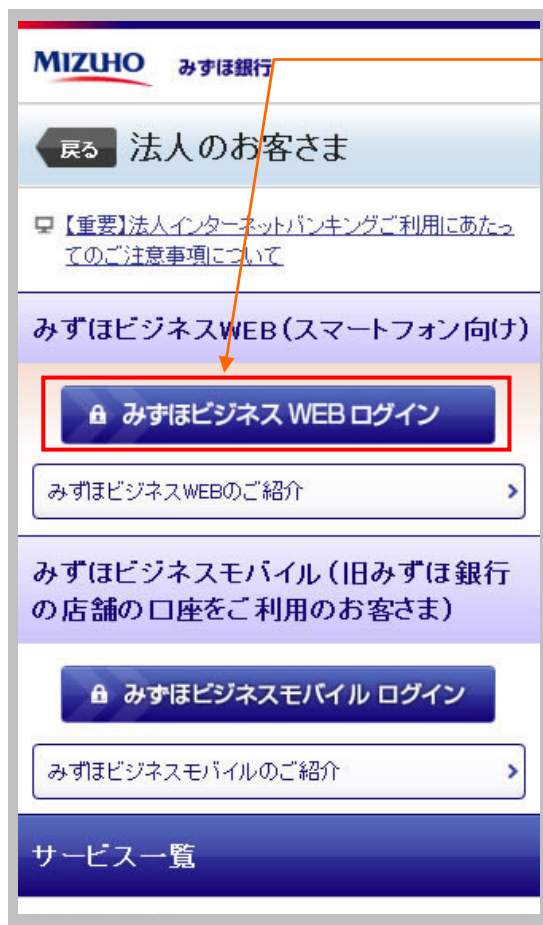 MIZUHO みずほ銀行
戻る 法人のお客さま
【重要】法人インターネットバンキングご利用にあたっ
てのご注意事項について
みずほビジネスWEB(スマートフォン向け)
みずほビジネス WEB ログイン
みずほビジネスWEBのご紹介
みずほビジネスモバイル(旧みずほ銀行
の店舗の口座をご利用のお客さま)
みずほビジネスモバイル ログイン
みずほビジネスモバイルのご紹介
サービス一覧